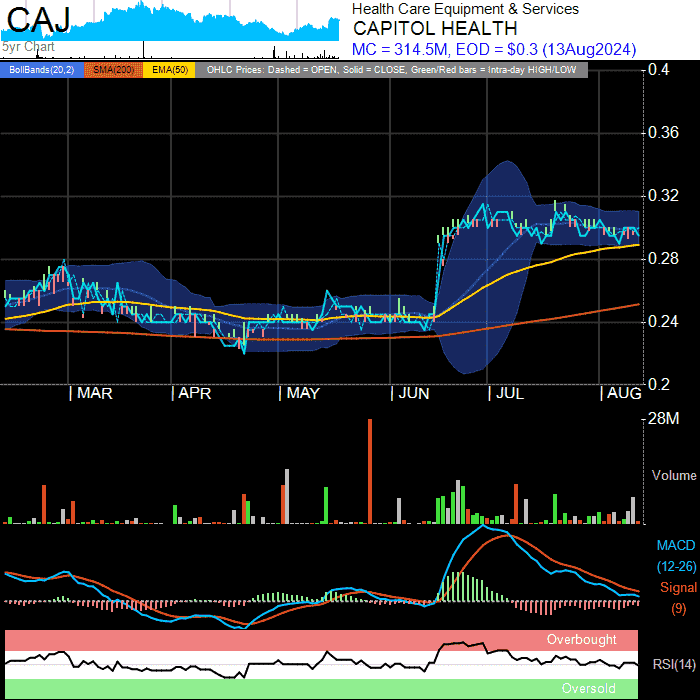 CAJ
5yr Chart
Health Care Equipment & Services
CAPITOL HEALTH
MC = 314.5M, EOD = $0.3 (13Aug2024)
BollBands(20,2) SMA(200) EMA(50) OHLC Prices: Dashed = OPEN, Solid = CLOSE, Green/Red bars = Intra-day HIGH/LOW
0.4
0.36
0.32
0.28
0.24
0.2
| MAR | APR | MAY | JUN | JUL | AUG
28M
Volume
MACD
(12-26)
Signal
(9)
Overbought
RSI(14)
Oversold